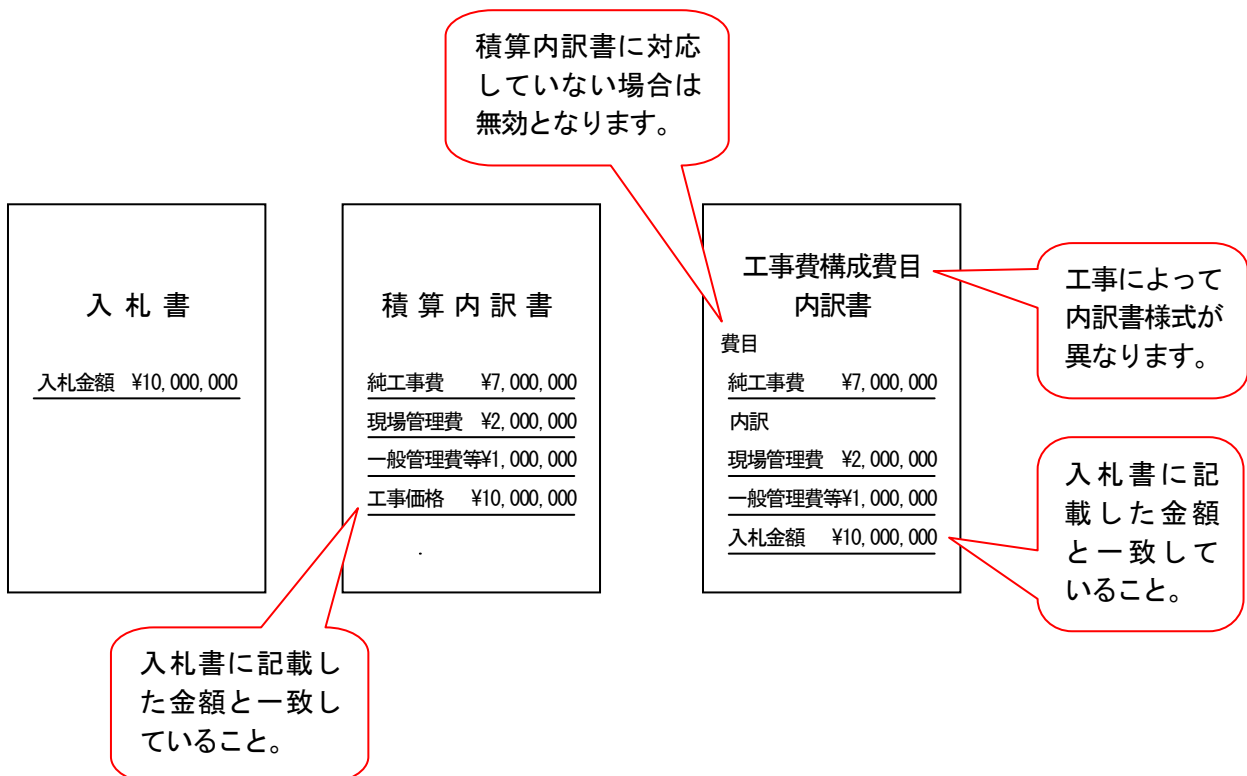 積算内訳書に対応
していない場合は
無効となります。
入 札 書
入札金額 ¥10,000,000
積 算 内 訳 書
純工事費 ¥7,000,000
現場管理費 ¥2,000,000
一般管理費等¥1,000,000
工事価格 ¥10,000,000
.
工事費構成費目
内訳書
費目
純工事費 ¥7,000,000
内訳
現場管理費 ¥2,000,000
一般管理費等¥1,000,000
入札金額 ¥10,000,000
工事によって
内訳書様式が
異なります。
入札書に記
載した金額
と一致して
いること。
入札書に記載し
た金額と一致し
ていること。